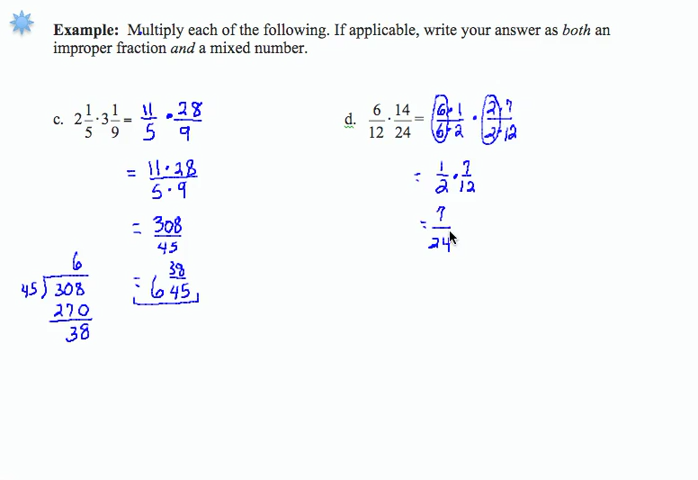 Example: Multiply each of the following. If applicable, write your answer as both an
improper fraction and a mixed number.
c. 2 1/5 · 3 1/9 = 11/5 · 28/9
= 11 · 28 / 5 · 9
= 308/45
= 6 38/45
6
45 ) 308
270
38
d. 6/12 · 14/24 = 6·1/6·2 · 2·7/2·12
= 1/2 · 7/12
= 7/24